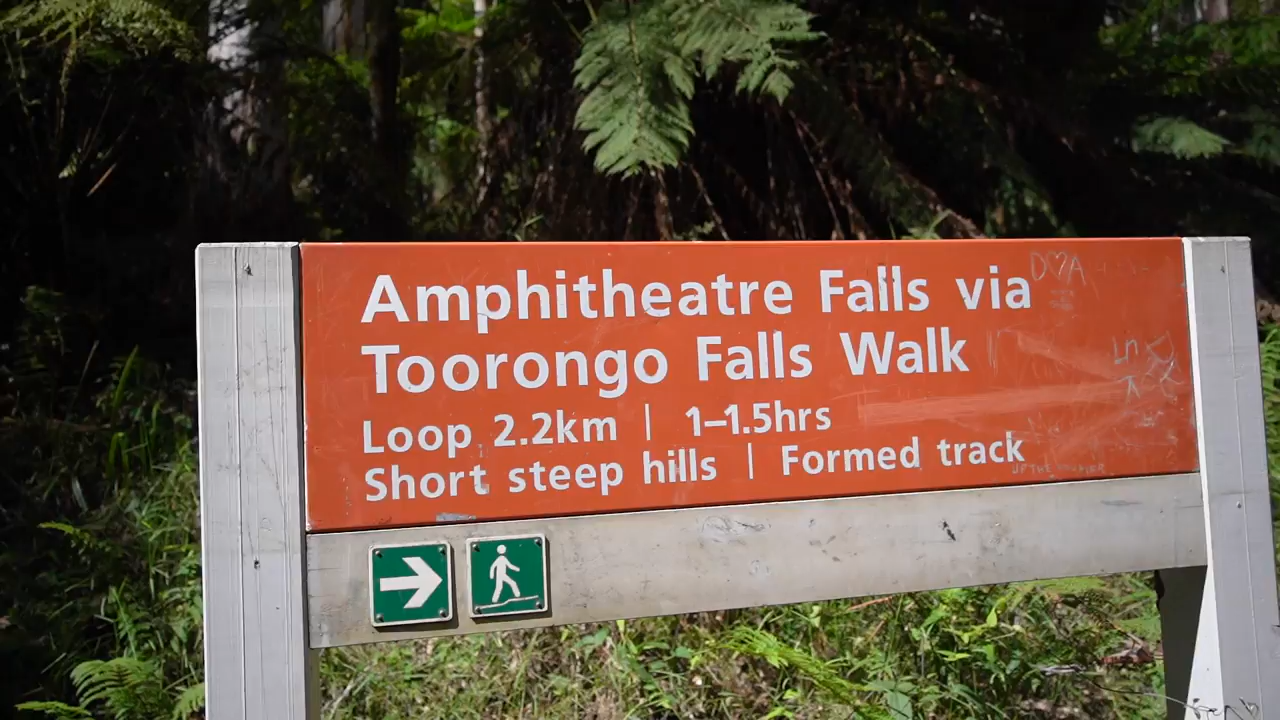 Amphitheatre Falls via
Toorongo Falls Walk
Loop 2.2km | 1–1.5hrs
Short steep hills | Formed track
D♡A